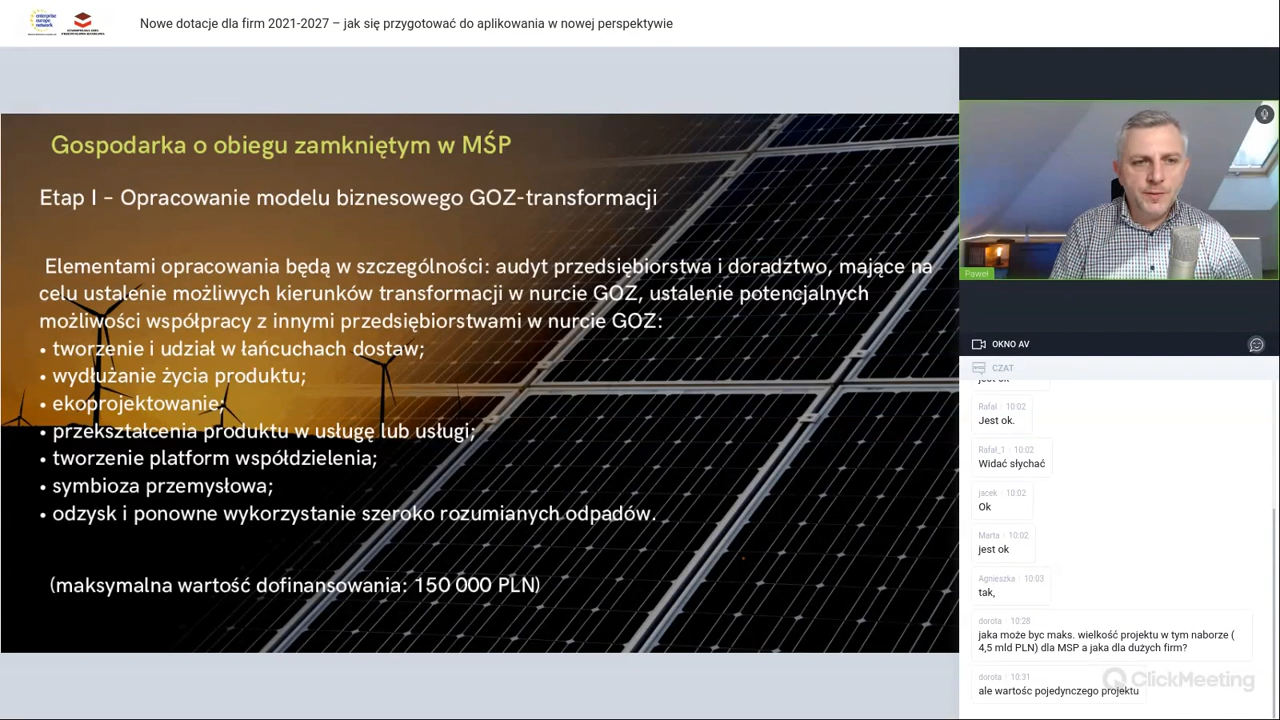 enterprise
europe
network
Nowe dotacje dla firm 2021-2027 – jak się przygotować do aplikowania w nowej perspektywie
Gospodarka o obiegu zamkniętym w MŚP
Etap I – Opracowanie modelu biznesowego GOZ-transformacji
Elementami opracowania będą w szczególności: audyt przedsiębiorstwa i doradztwo, mające na
celu ustalenie możliwych kierunków transformacji w nurcie GOZ, ustalenie potencjalnych
możliwości współpracy z innymi przedsiębiorstwami w nurcie GOZ:
• tworzenie i udział w łańcuchach dostaw;
• wydłużanie życia produktu;
• ekoprojektowanie;
• przekształcenia produktu w usługę lub usługi;
• tworzenie platform współdzielenia;
• symbioza przemysłowa;
• odzysk i ponowne wykorzystanie szeroko rozumianych odpadów.
(maksymalna wartość dofinansowania: 150 000 PLN)
Paweł
OKNO AV
CZAT
jest ok
Rafał 10:02
Jest ok.
Rafał_1 10:02
Widać słychać
jacek 10:02
Ok
Marta 10:02
jest ok
Agnieszka 10:03
tak,
dorota 10:28
jaka może byc maks. wielkość projektu w tym naborze (
4,5 mld PLN) dla MSP a jaka dla dużych firm?
dorota 10:31
ale wartośc pojedynczego projektu
ClickMeeting